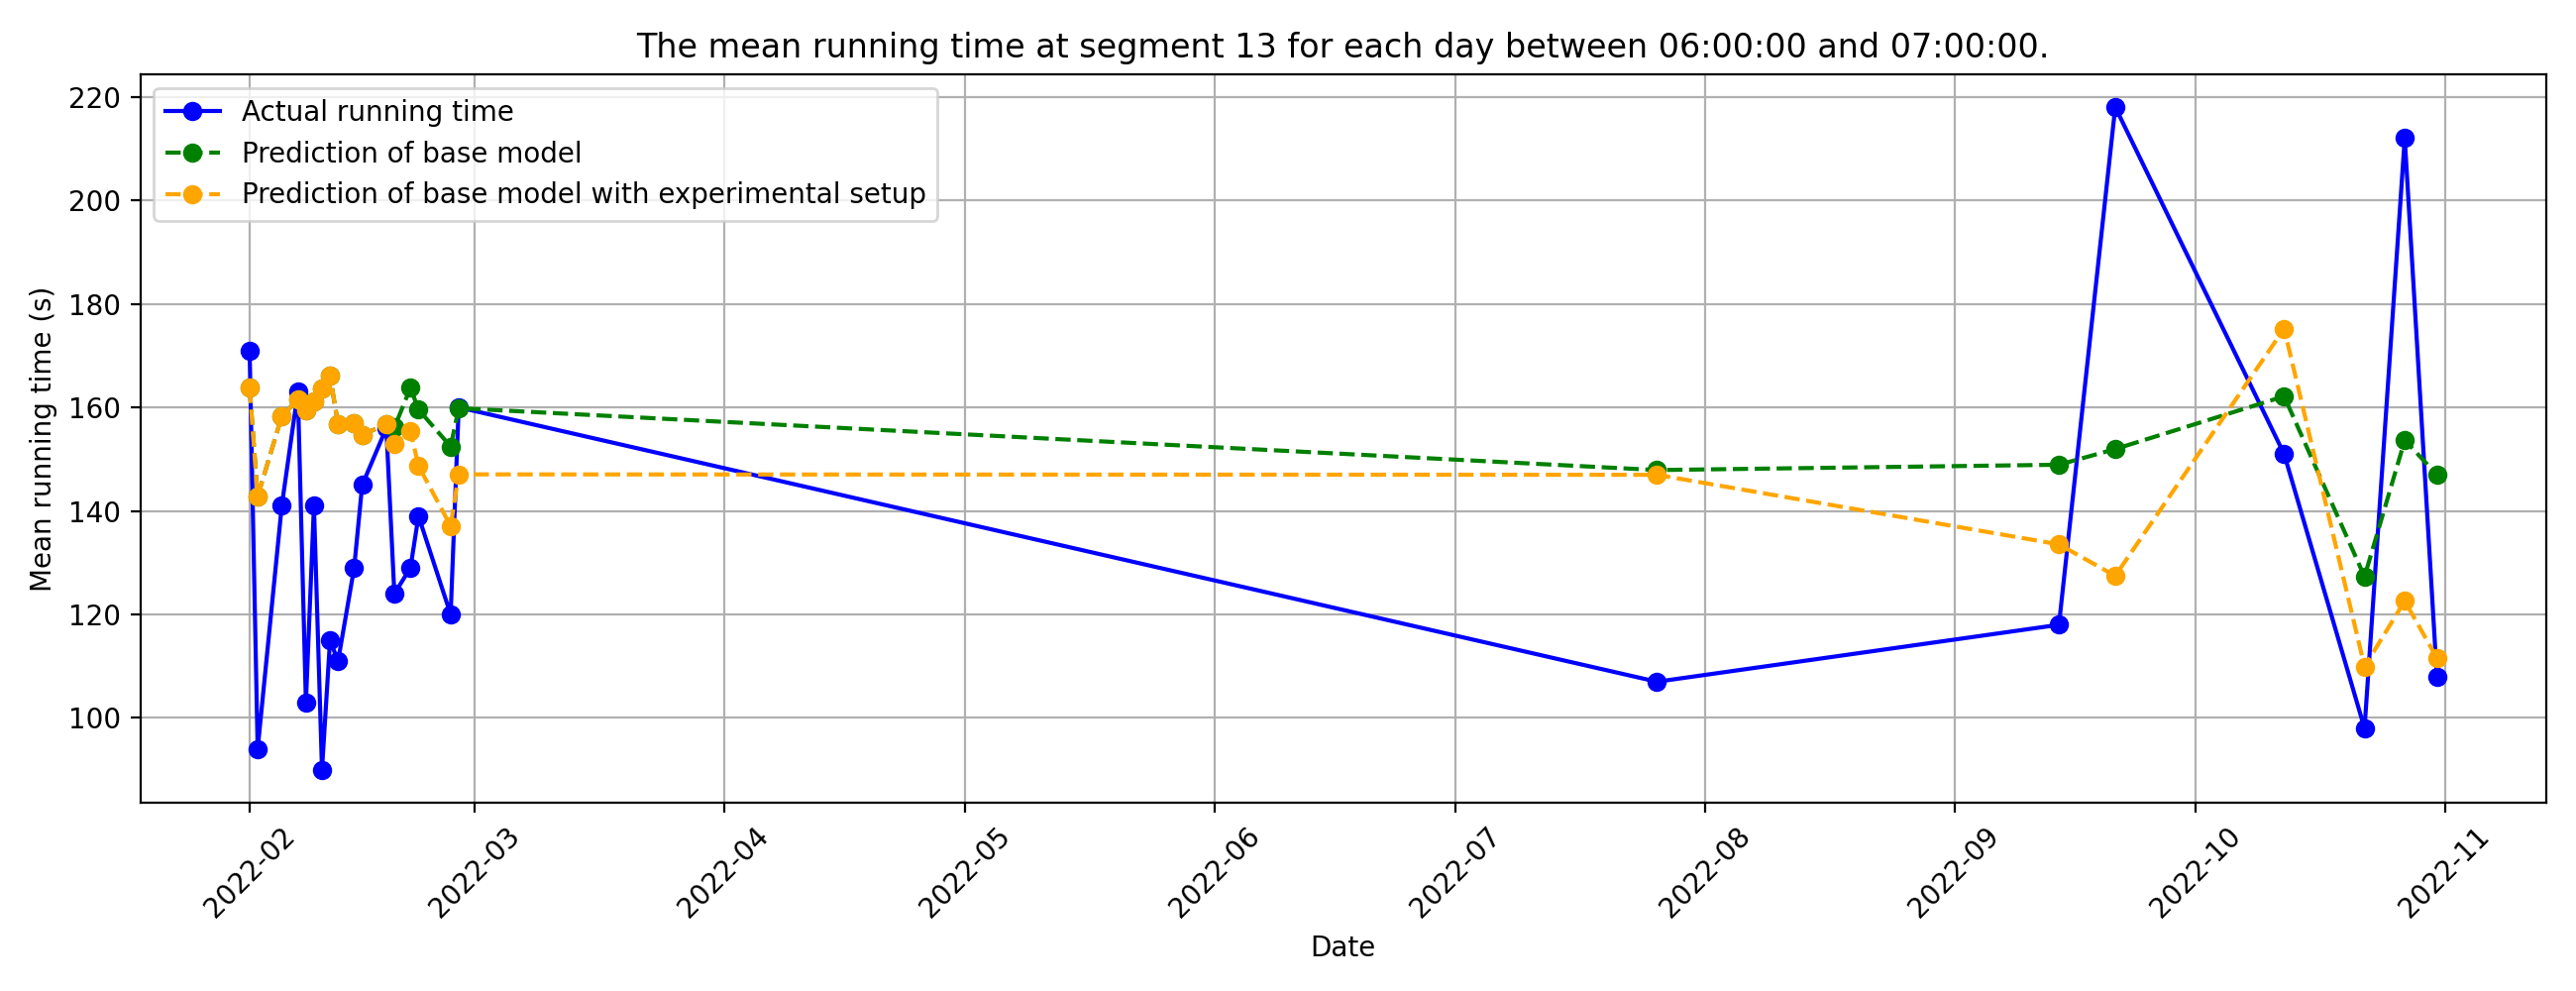 The mean running time at segment 13 for each day between 06:00:00 and 07:00:00.
Actual running time
Prediction of base model
Prediction of base model with experimental setup
Mean running time (s)
220
200
180
160
140
120
100
2022-02
2022-03
2022-04
2022-05
2022-06
2022-07
2022-08
2022-09
2022-10
2022-11
Date